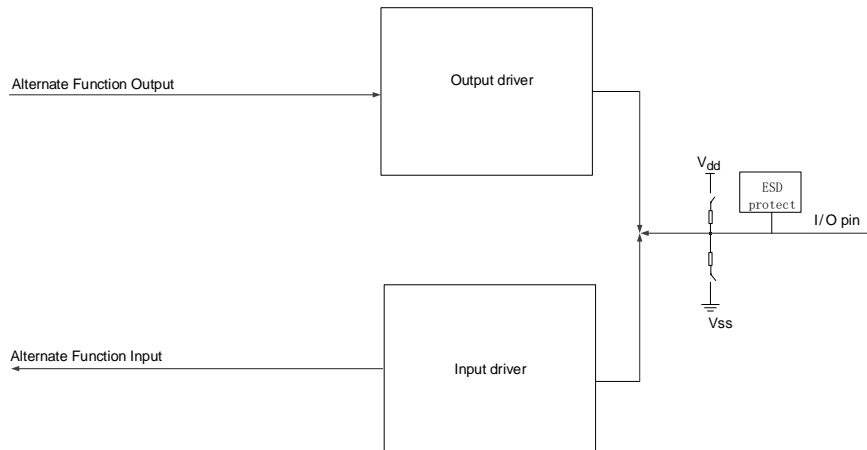 Alternate Function Output
Output driver
Vdd
ESD
protect
I/O pin
Vss
Alternate Function Input
Input driver